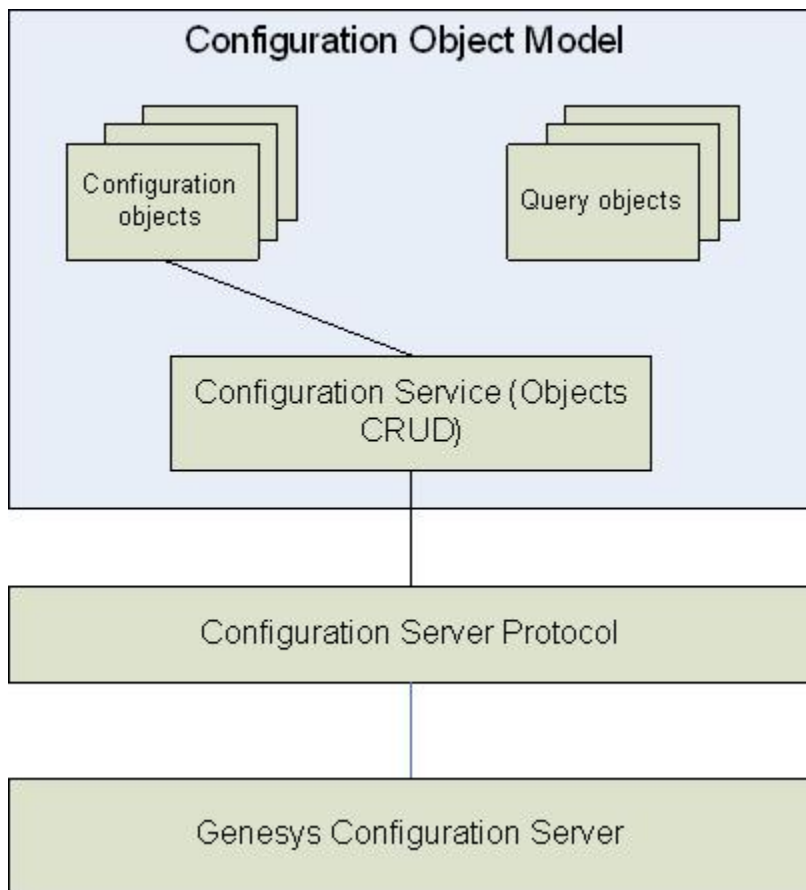 Configuration Object Model
Configuration
objects
Query objects
Configuration Service (Objects
CRUD)
Configuration Server Protocol
Genesys Configuration Server